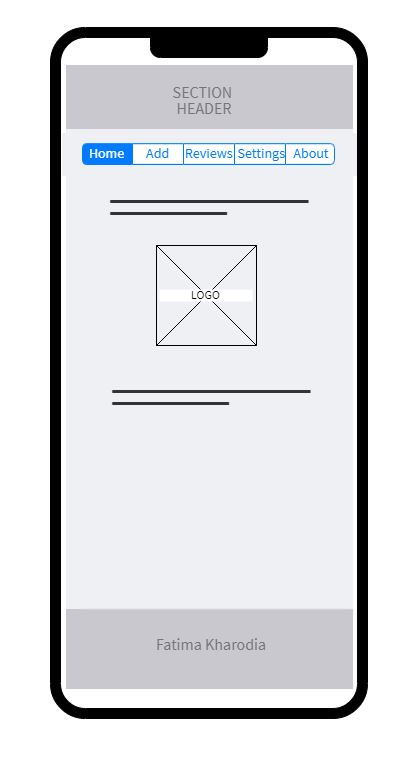 SECTION
HEADER
Home Add Reviews Settings About
LOGO
Fatima Kharodia